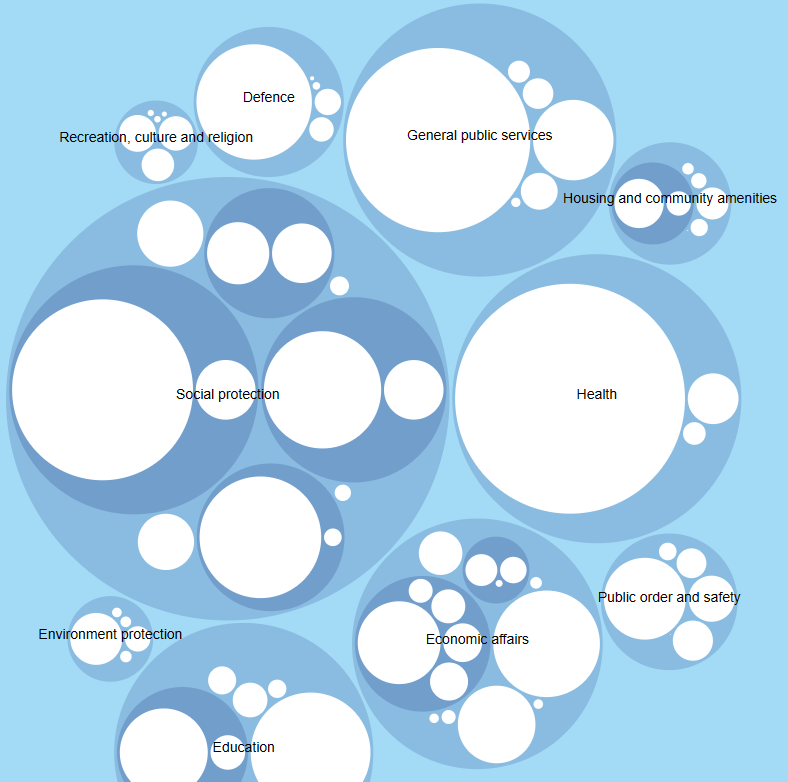 Defence
General public services
Recreation, culture and religion
Housing and community amenities
Social protection
Health
Public order and safety
Environment protection
Economic affairs
Education